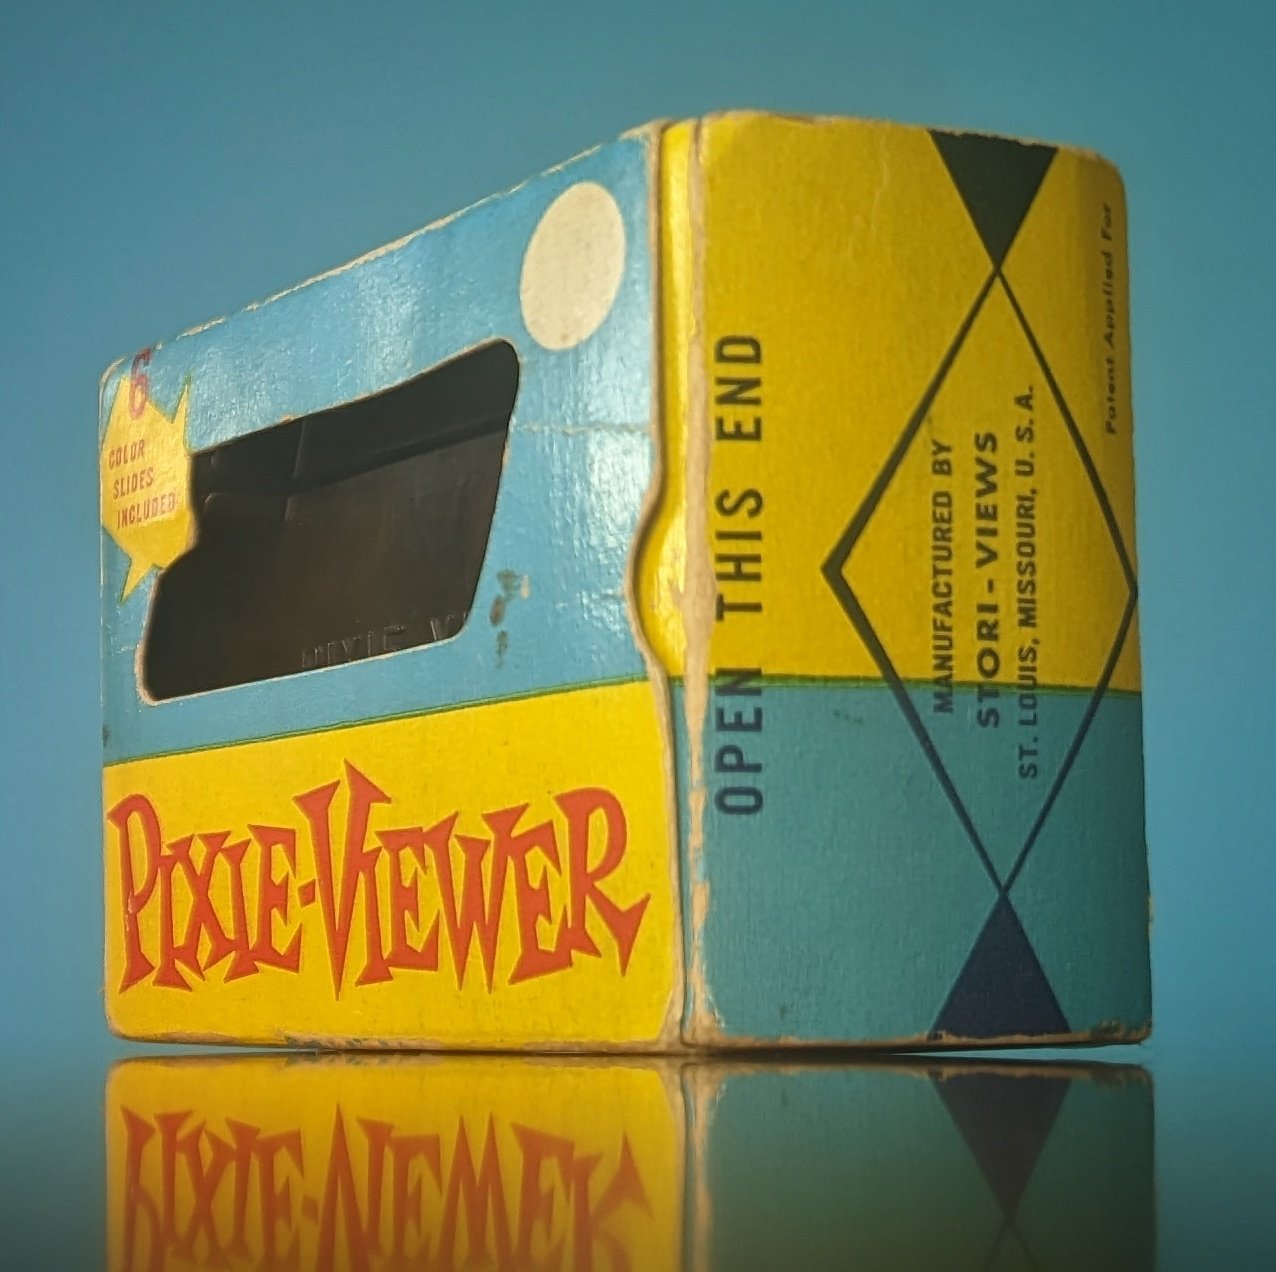 6
COLOR
SLIDES
INCLUDED
PIXIE-VIEWER
OPEN THIS END
MANUFACTURED BY
STORI-VIEWS
ST. LOUIS, MISSOURI, U. S. A.
Patent Applied For